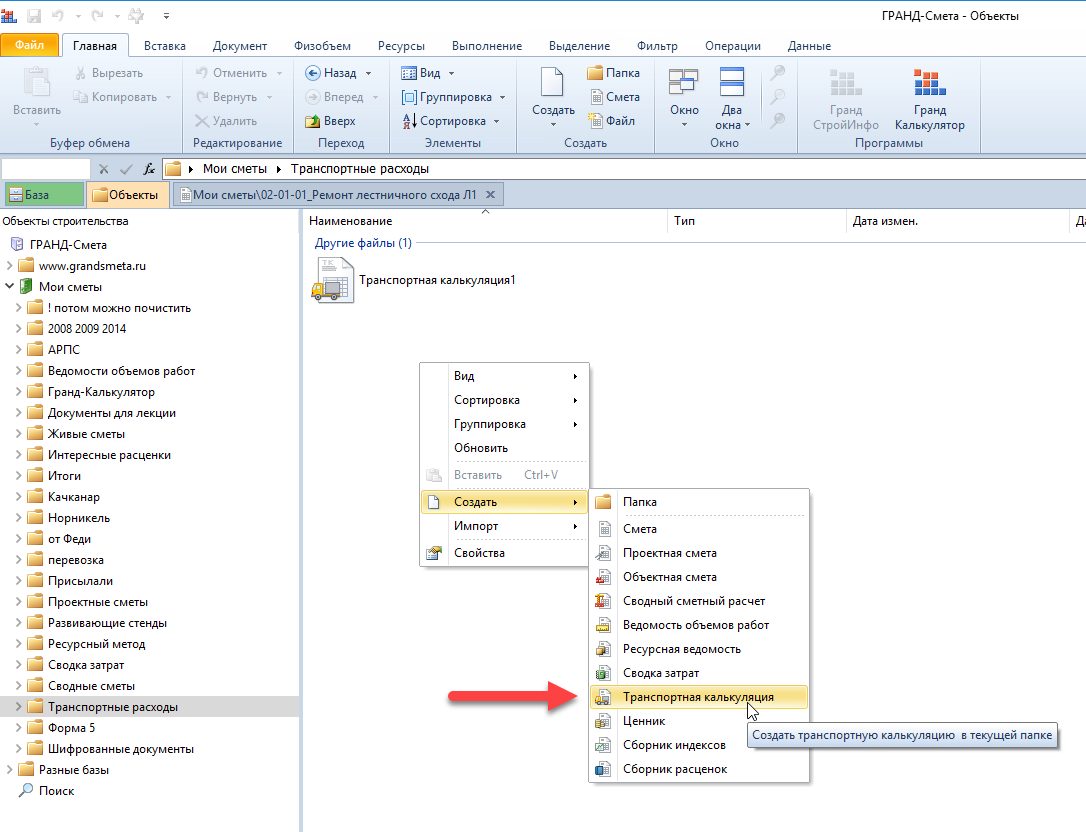 ГРАНД-Смета - Объекты
Файл
Главная
Вставка
Документ
Физобъем
Ресурсы
Выполнение
Выделение
Фильтр
Операции
Данные
Вставить
Вырезать
Копировать
Буфер обмена
Отменить
Вернуть
Удалить
Редактирование
Назад
Вперед
Вверх
Переход
Вид
Группировка
Сортировка
Элементы
Создать
Папка
Смета
Файл
Создать
Окно
Два
окна
Окно
Гранд
СтройИнфо
Гранд
Калькулятор
Программы
fx
Мои сметы
Транспортные расходы
База
Объекты
Мои сметы\02-01-01_Ремонт лестничного схода Л1
Объекты строительства
ГРАНД-Смета
www.grandsmeta.ru
Мои сметы
! потом можно почистить
2008 2009 2014
АРПС
Ведомости объемов работ
Гранд-Калькулятор
Документы для лекции
Живые сметы
Интересные расценки
Итоги
Качканар
Норникель
от Феди
перевозка
Присылали
Проектные сметы
Развивающие стенды
Ресурсный метод
Сводка затрат
Сводные сметы
Транспортные расходы
Форма 5
Шифрованные документы
Разные базы
Поиск
Наименование
Тип
Дата измен.
Другие файлы (1)
ТК
Транспортная калькуляция1
Вид
Сортировка
Группировка
Обновить
Вставить Ctrl+V
Создать
Импорт
Свойства
Папка
Смета
Проектная смета
Объектная смета
Сводный сметный расчет
Ведомость объемов работ
Ресурсная ведомость
Сводка затрат
Транспортная калькуляция
Ценник
Сборник индексов
Сборник расценок
Создать транспортную калькуляцию в текущей папке